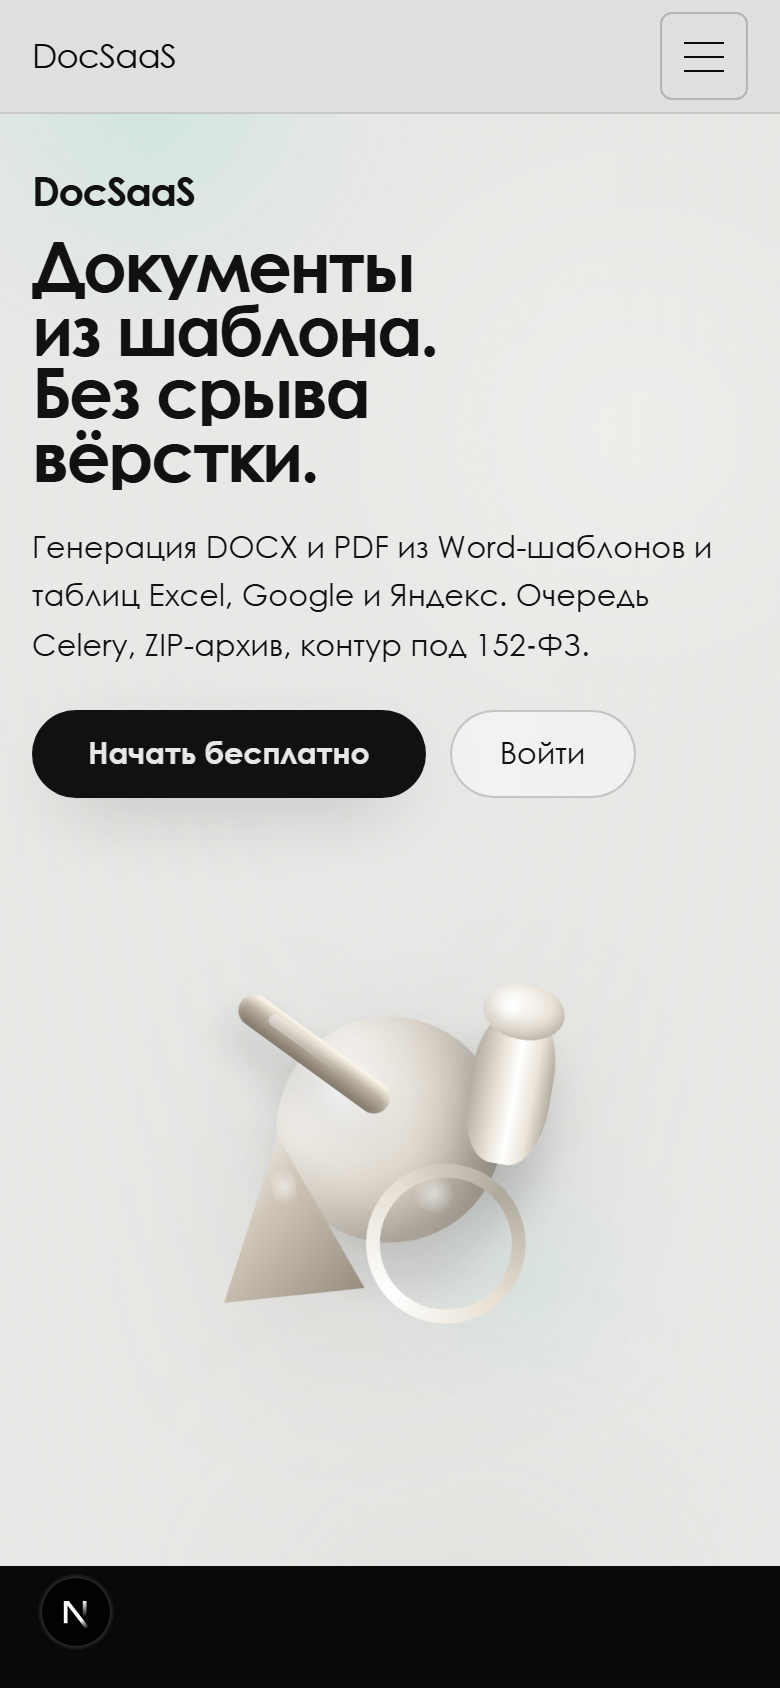 DocSaaS
DocSaaS
Документы
из шаблона.
Без срыва
вёрстки.
Генерация DOCX и PDF из Word-шаблонов и
таблиц Excel, Google и Яндекс. Очередь
Celery, ZIP-архив, контур под 152-ФЗ.
Начать бесплатно
Войти
N